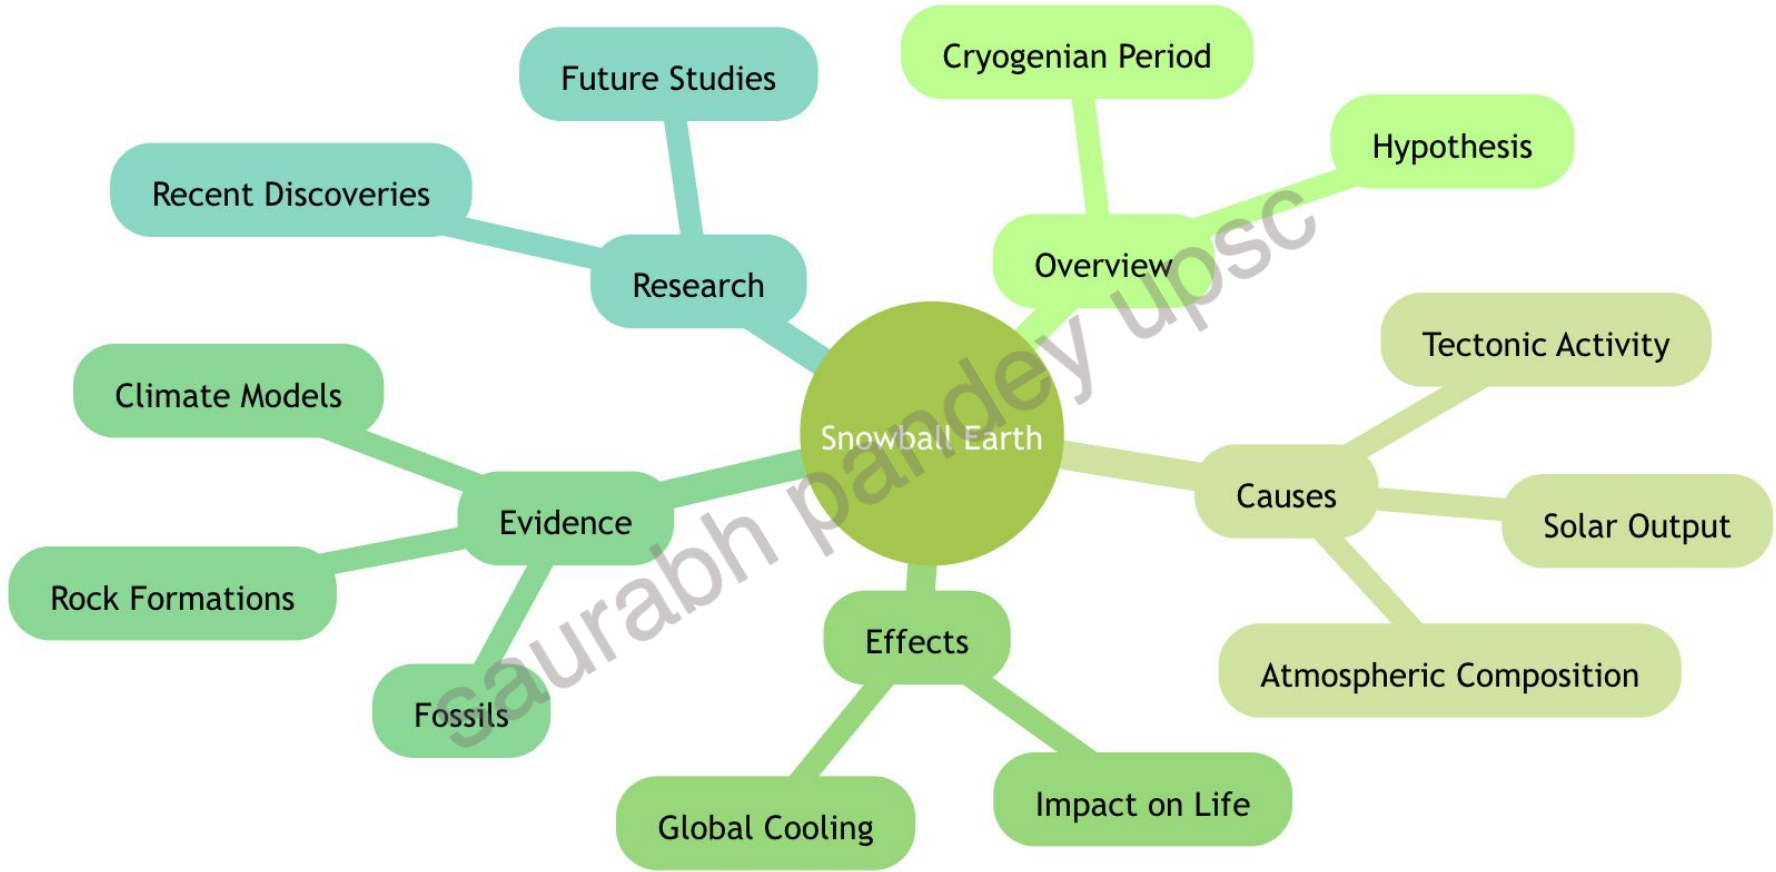 Snowball Earth
Overview
Cryogenian Period
Hypothesis
Causes
Tectonic Activity
Solar Output
Atmospheric Composition
Effects
Impact on Life
Global Cooling
Evidence
Climate Models
Rock Formations
Fossils
Research
Recent Discoveries
Future Studies
saurabh pandey upsc